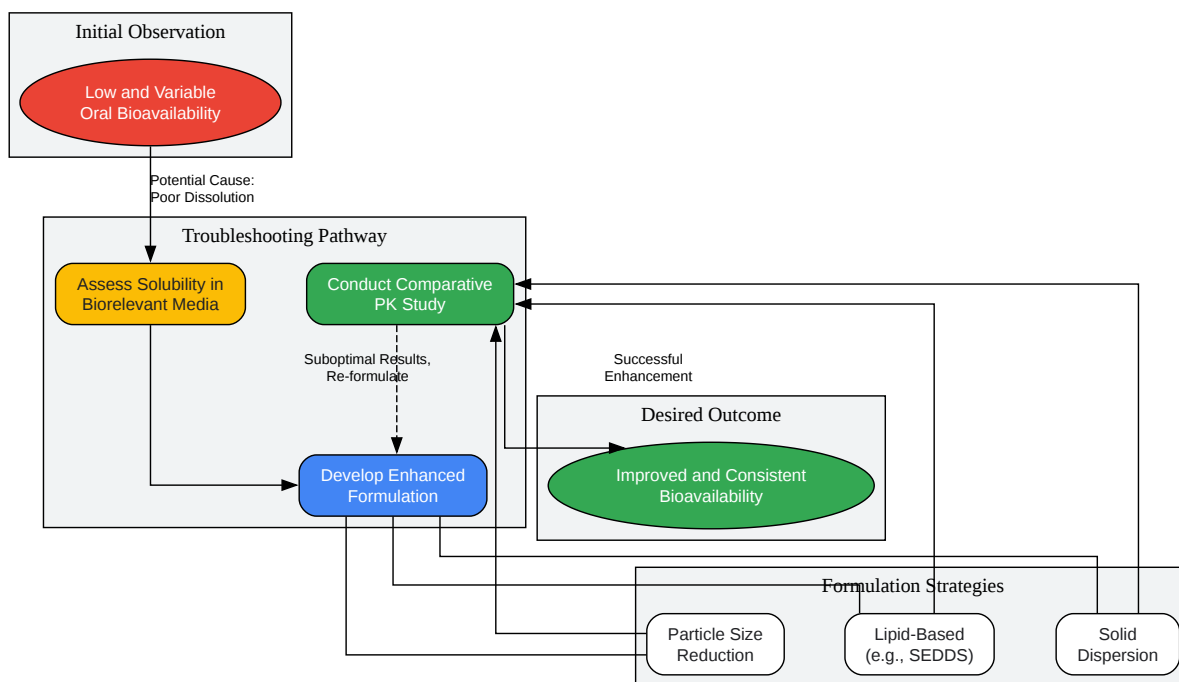 Initial Observation
Low and Variable
Oral Bioavailability
Potential Cause:
Poor Dissolution
Troubleshooting Pathway
Assess Solubility in
Biorelevant Media
Conduct Comparative
PK Study
Suboptimal Results,
Re-formulate
Successful
Enhancement
Desired Outcome
Improved and Consistent
Bioavailability
Develop Enhanced
Formulation
Formulation Strategies
Particle Size
Reduction
Lipid-Based
(e.g., SEDDS)
Solid
Dispersion